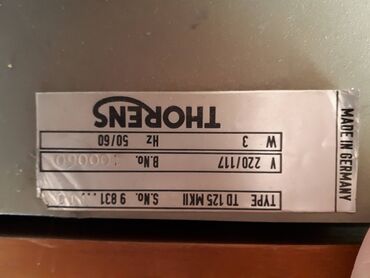 THORENS
W 3 Hz 50/60
V 220/117 B.No.
TYPE TD 125 MKII S.No. 9 831 ...
MADE IN GERMANY